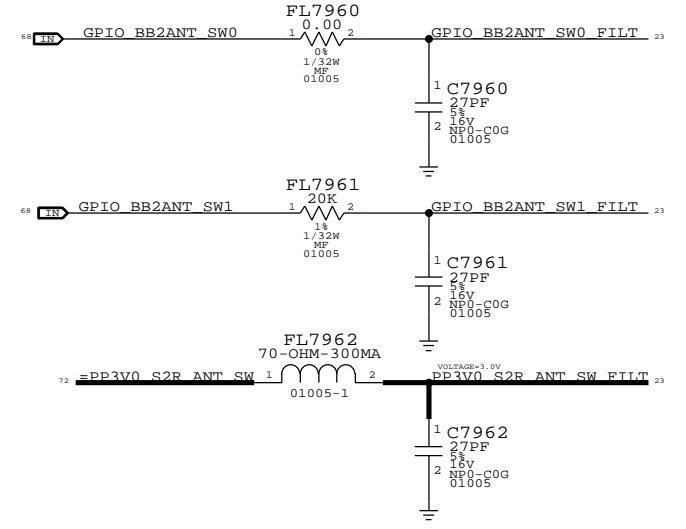 FL7960
0.00
68 IN GPIO_BB2ANT_SW0 1 2 GPIO_BB2ANT_SW0_FILT 23
0%
1/32W
MF
01005
1 C7960
27PF
5%
16V
2 NP0-C0G
01005
FL7961
20K
68 IN GPIO_BB2ANT_SW1 1 2 GPIO_BB2ANT_SW1_FILT 23
1%
1/32W
MF
01005
1 C7961
27PF
5%
16V
2 NP0-C0G
01005
FL7962
70-OHM-300MA
VOLTAGE=3.0V
72 =PP3V0_S2R_ANT_SW 1 2 PP3V0_S2R_ANT_SW_FILT 23
01005-1
1 C7962
27PF
5%
16V
2 NP0-C0G
01005